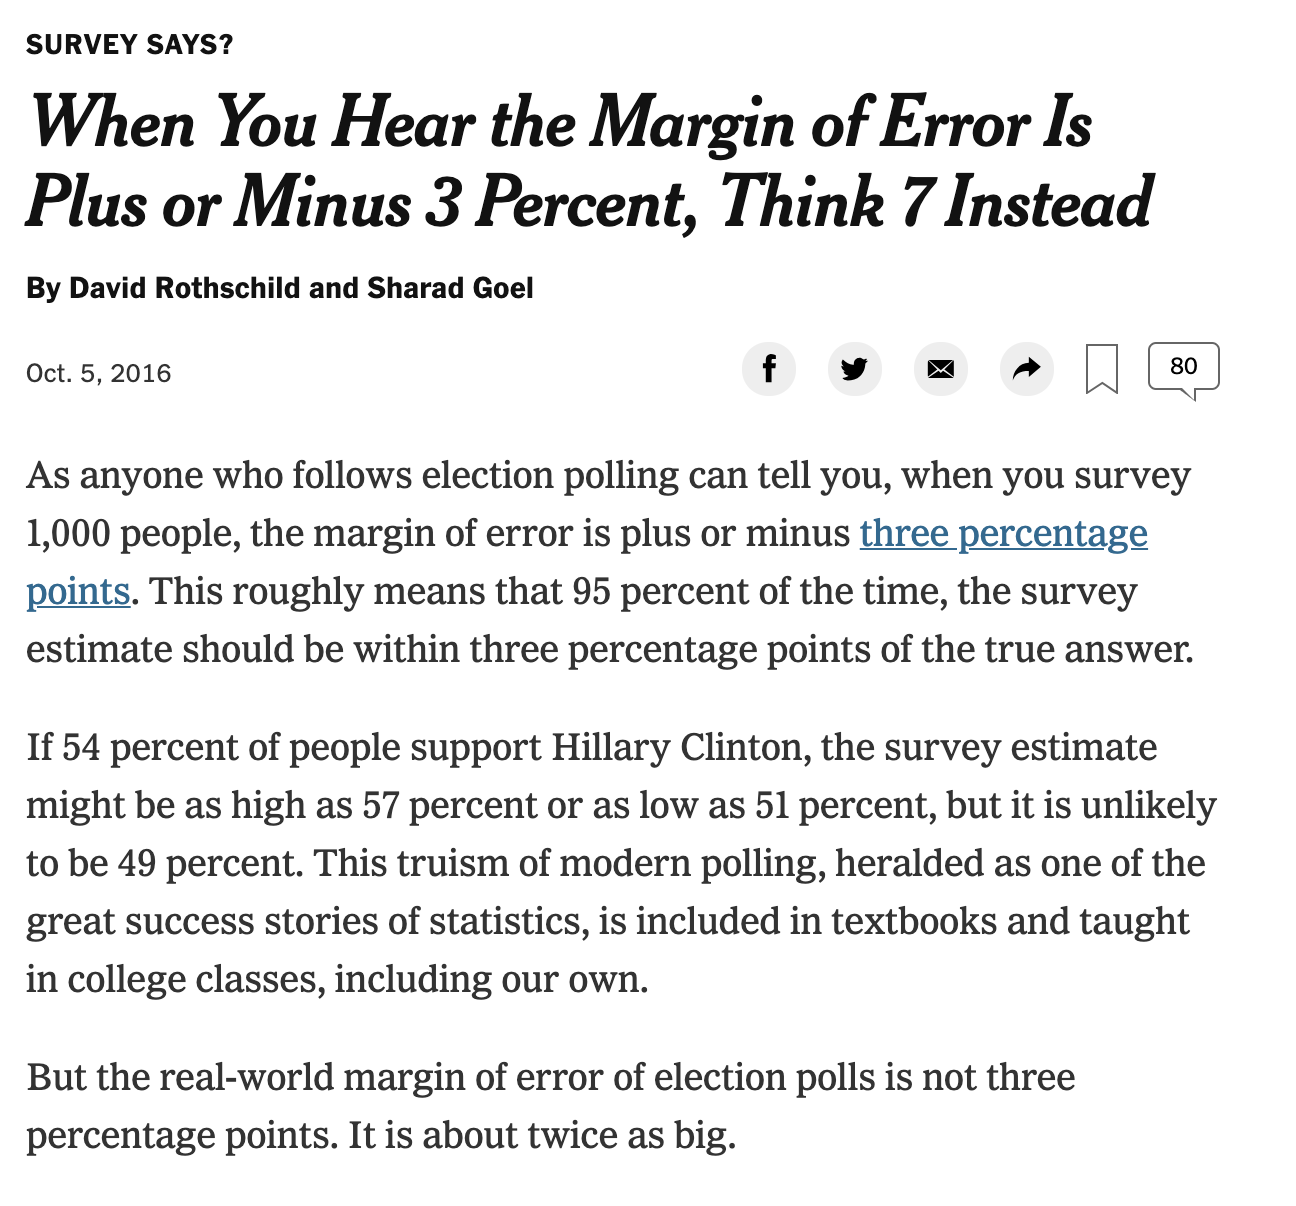 SURVEY SAYS?
When You Hear the Margin of Error Is
Plus or Minus 3 Percent, Think 7 Instead
By David Rothschild and Sharad Goel
Oct. 5, 2016
80
As anyone who follows election polling can tell you, when you survey
1,000 people, the margin of error is plus or minus three percentage
points. This roughly means that 95 percent of the time, the survey
estimate should be within three percentage points of the true answer.
If 54 percent of people support Hillary Clinton, the survey estimate
might be as high as 57 percent or as low as 51 percent, but it is unlikely
to be 49 percent. This truism of modern polling, heralded as one of the
great success stories of statistics, is included in textbooks and taught
in college classes, including our own.
But the real-world margin of error of election polls is not three
percentage points. It is about twice as big.